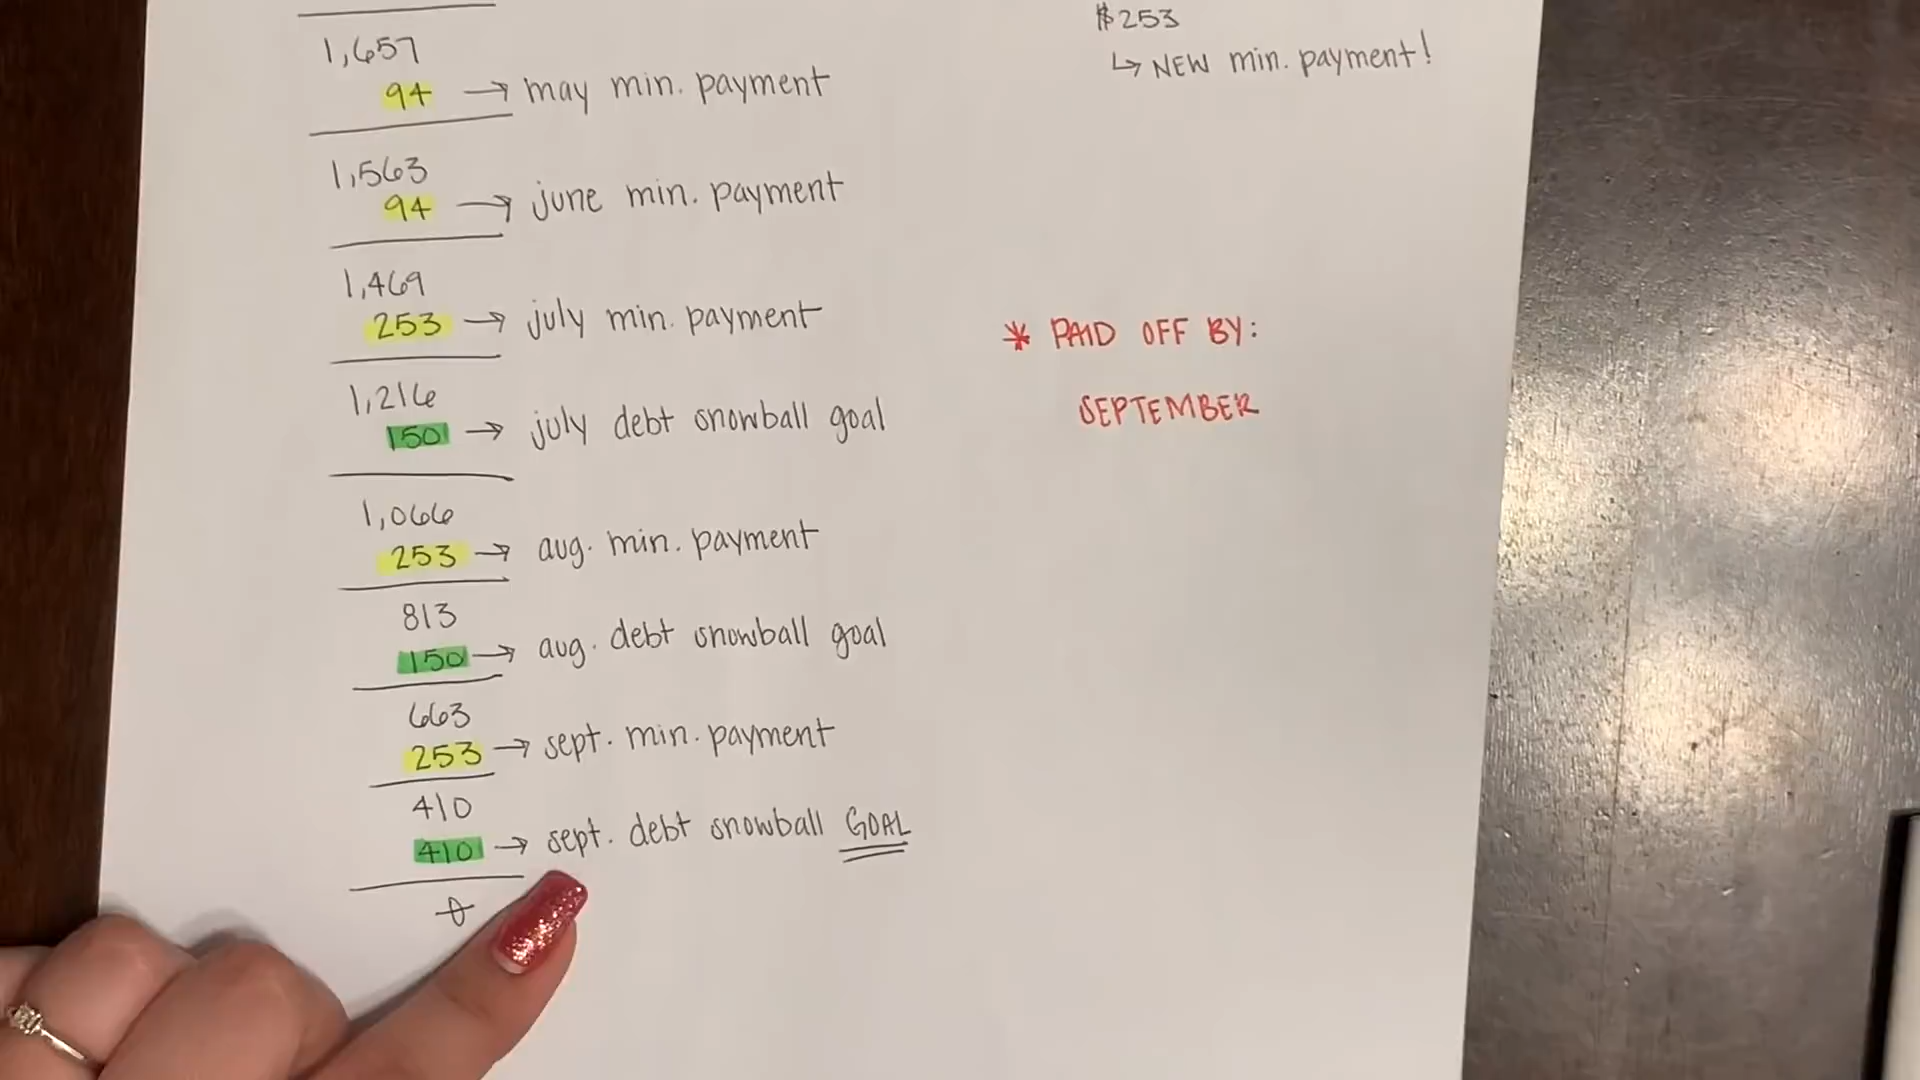 1,657
94 → may min. payment
1,563
94 → june min. payment
1,469
253 → july min. payment
1,216
150 → july debt snowball goal
1,066
253 → aug. min. payment
813
150 → aug. debt snowball goal
663
253 → sept. min. payment
410
410 → sept. debt snowball GOAL
0
$253
↳ NEW min. payment!
* PAID OFF BY:
SEPTEMBER